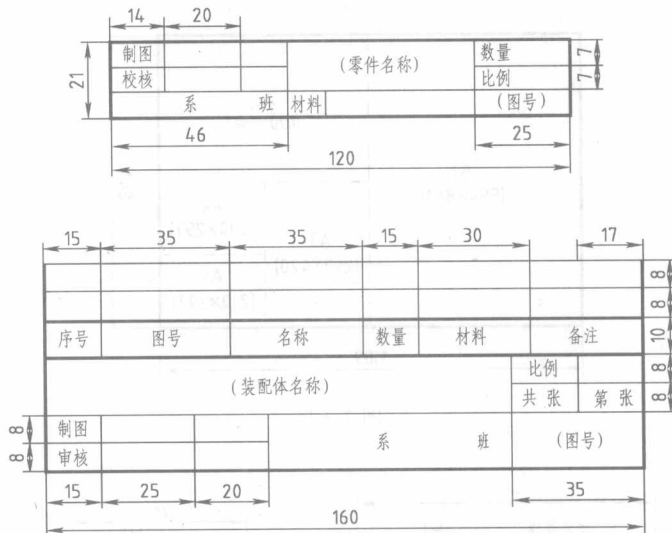 14 20
制图 (零件名称) 数量 7
校核 比例 7
21
系 班 材料 (图号)
46 25
120
15 35 35 15 30 17
8
8
序号 图号 名称 数量 材料 备注 10
比例 8
(装配体名称)
共 张 第 张 8
8 制图
系 班 (图号)
8 审核
15 25 20 35
160